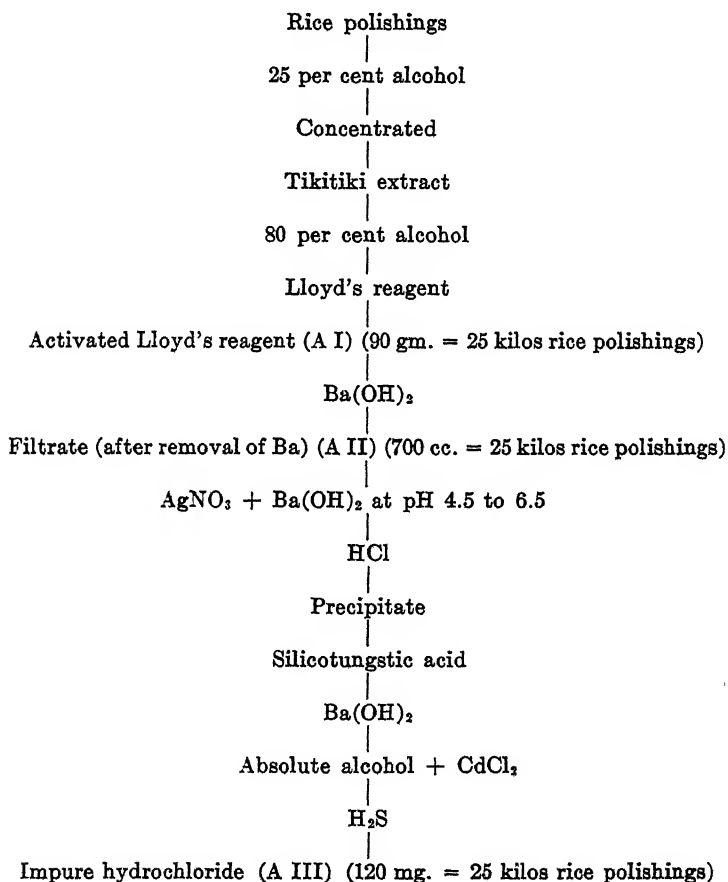 Rice polishings
25 per cent alcohol
Concentrated
Tikitiki extract
80 per cent alcohol
Lloyd's reagent
Activated Lloyd's reagent (A I) (90 gm. = 25 kilos rice polishings)
Ba(OH)₂
Filtrate (after removal of Ba) (A II) (700 cc. = 25 kilos rice polishings)
AgNO₃ + Ba(OH)₂ at pH 4.5 to 6.5
HCl
Precipitate
Silicotungstic acid
Ba(OH)₂
Absolute alcohol + CdCl₂
H₂S
Impure hydrochloride (A III) (120 mg. = 25 kilos rice polishings)